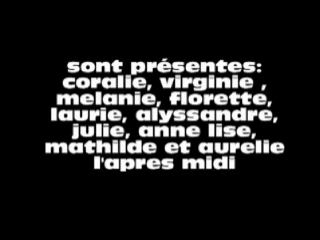 sont présentes:
coralie, virginie ,
melanie, florette,
laurie, alyssandre,
julie, anne lise,
mathilde et aurelie
l'apres midi